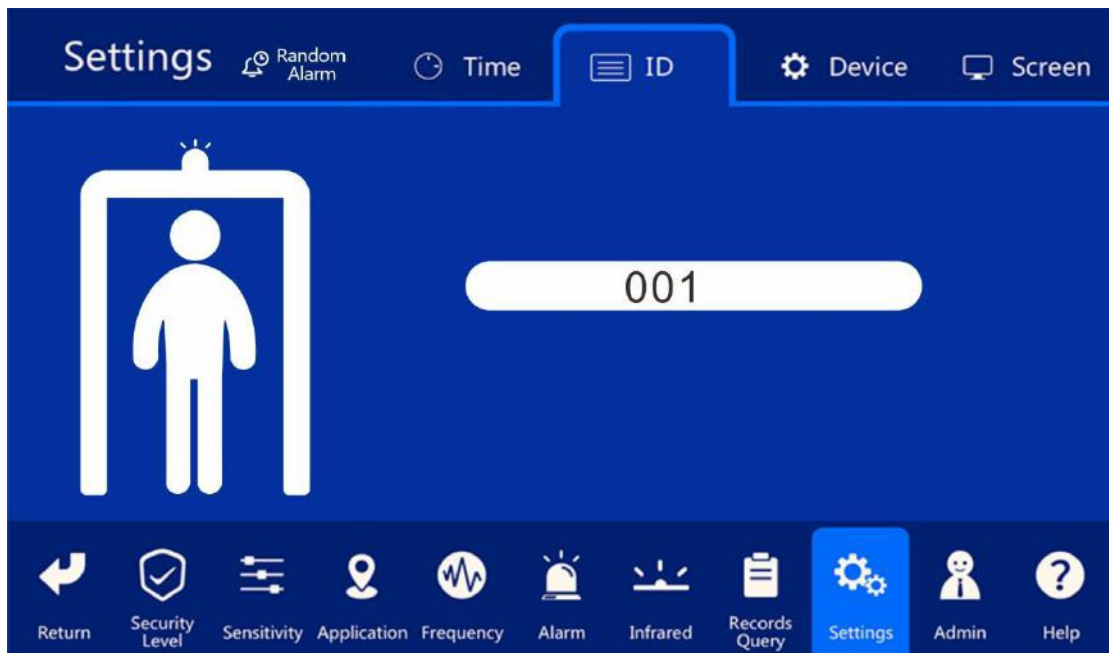 Settings
Random
Alarm
Time
ID
Device
Screen
001
Return
Security
Level
Sensitivity
Application
Frequency
Alarm
Infrared
Records
Query
Settings
Admin
?
Help